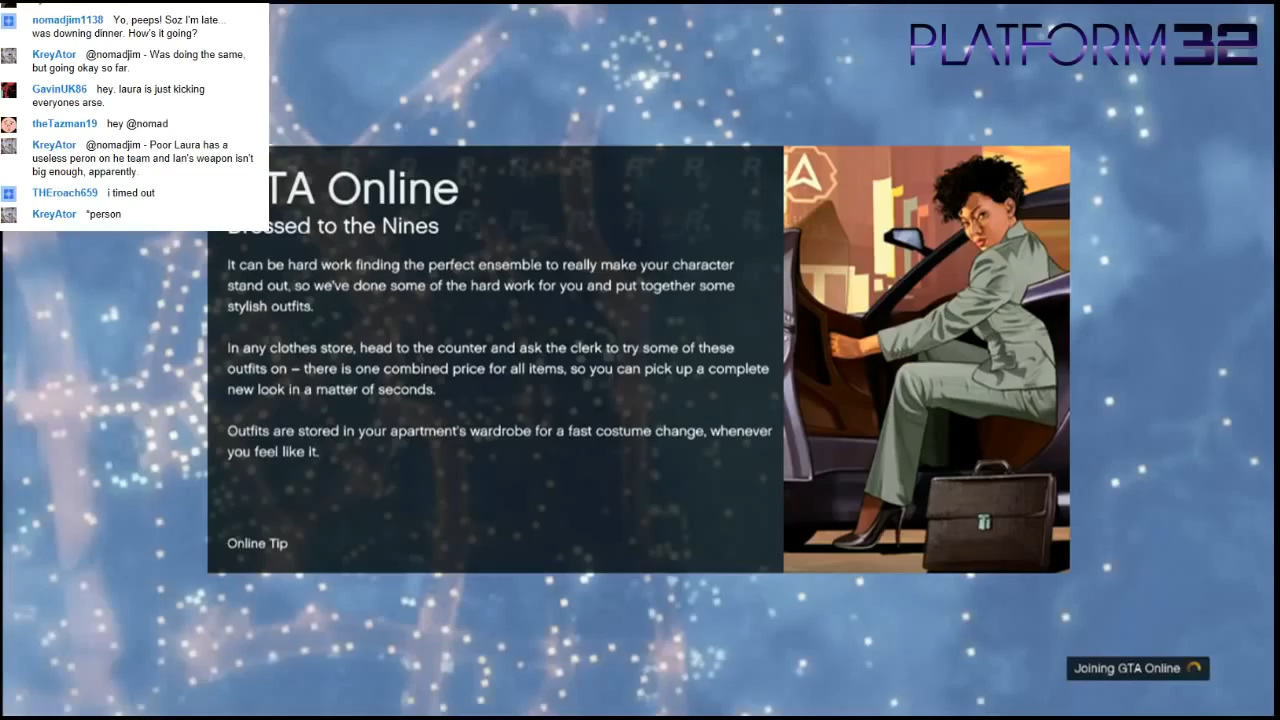 nomadjim1138 Yo, peeps! Soz I'm late...
was downing dinner. How's it going?
KreyAtor @nomadjim - Was doing the same,
but going okay so far.
GavinUK86 hey. laura is just kicking
everyones arse.
theTazman19 hey @nomad
KreyAtor @nomadjim - Poor Laura has a
useless peron on he team and Ian's weapon isn't
big enough, apparently.
THEroach659 i timed out
KreyAtor *person
PLATFORM32
TA Online
ssed to the Nines
It can be hard work finding the perfect ensemble to really make your character
stand out, so we've done some of the hard work for you and put together some
stylish outfits.
In any clothes store, head to the counter and ask the clerk to try some of these
outfits on – there is one combined price for all items, so you can pick up a complete
new look in a matter of seconds.
Outfits are stored in your apartment's wardrobe for a fast costume change, whenever
you feel like it.
Online Tip
Joining GTA Online